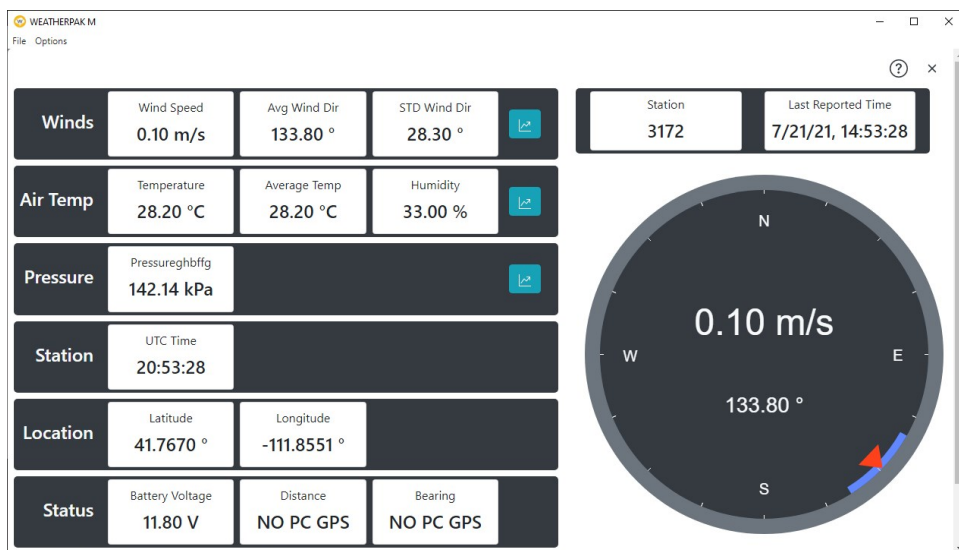 WEATHERPAK M
File Options
Winds
Wind Speed
0.10 m/s
Avg Wind Dir
133.80 °
STD Wind Dir
28.30 °
Air Temp
Temperature
28.20 °C
Average Temp
28.20 °C
Humidity
33.00 %
Pressure
Pressureghbffg
142.14 kPa
Station
UTC Time
20:53:28
Location
Latitude
41.7670 °
Longitude
-111.8551 °
Status
Battery Voltage
11.80 V
Distance
NO PC GPS
Bearing
NO PC GPS
Station
3172
Last Reported Time
7/21/21, 14:53:28
N
0.10 m/s
W
E
133.80 °
S